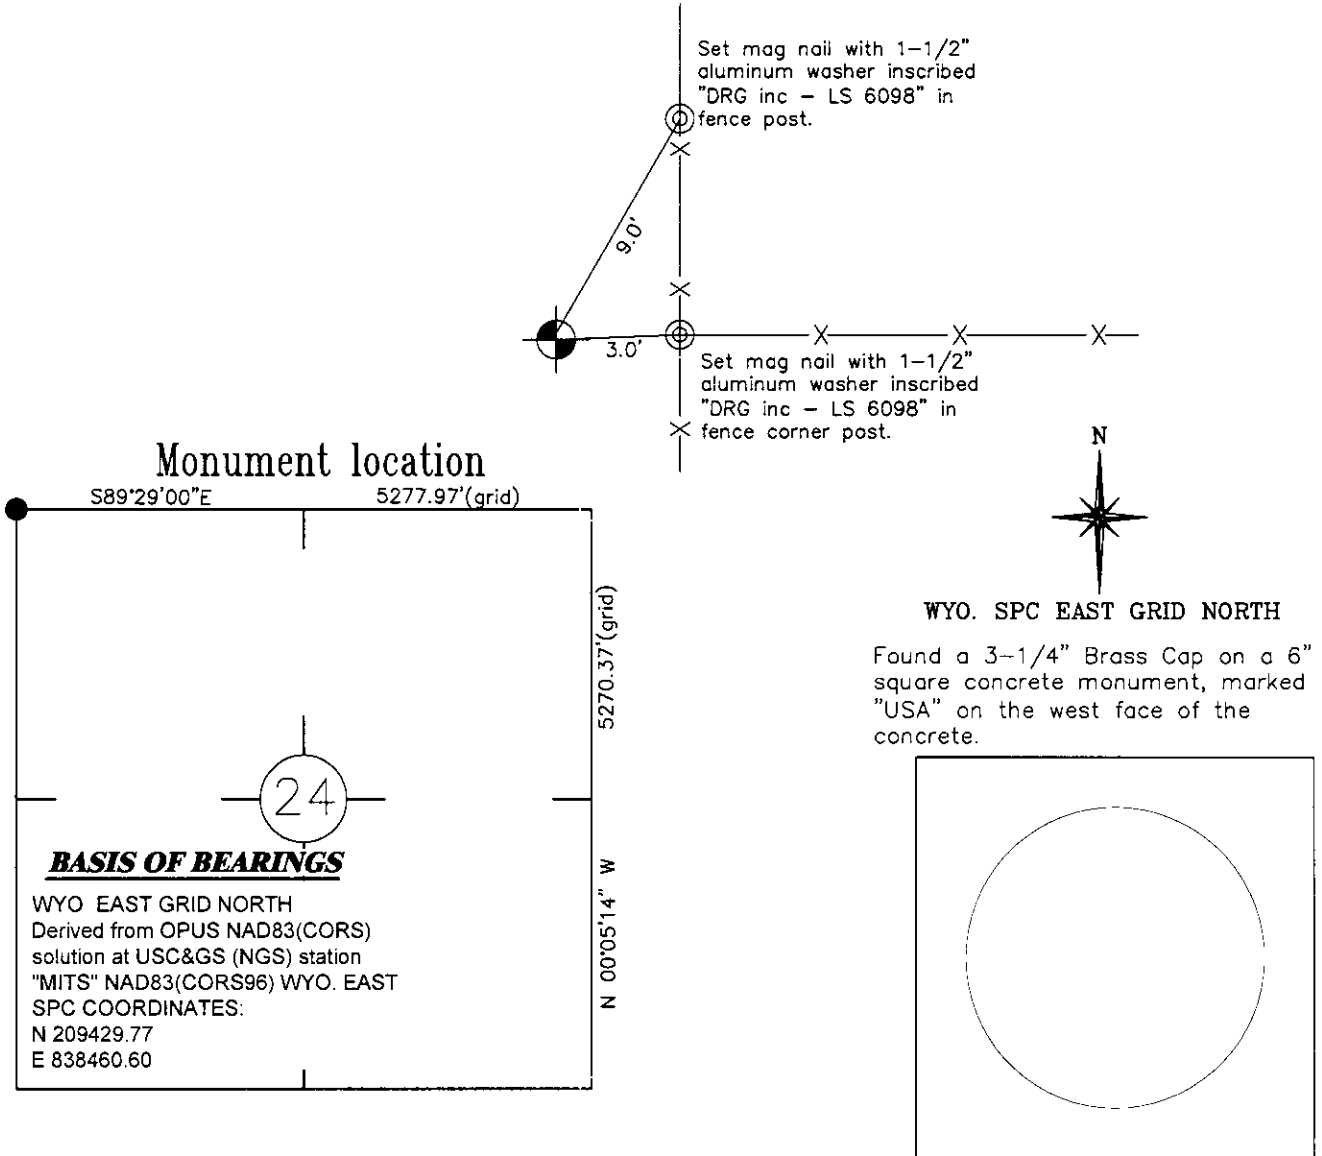 Set mag nail with 1-1/2"
aluminum washer inscribed
"DRG inc – LS 6098" in
fence post.
9.0'
3.0'
Set mag nail with 1-1/2"
aluminum washer inscribed
"DRG inc – LS 6098" in
fence corner post.
Monument location
S89°29'00"E 5277.97'(grid)
5270.37'(grid)
N 00°05'14" W
24
BASIS OF BEARINGS
WYO EAST GRID NORTH
Derived from OPUS NAD83(CORS)
solution at USC&GS (NGS) station
"MITS" NAD83(CORS96) WYO. EAST
SPC COORDINATES:
N 209429.77
E 838460.60
N
WYO. SPC EAST GRID NORTH
Found a 3-1/4" Brass Cap on a 6"
square concrete monument, marked
"USA" on the west face of the
concrete.